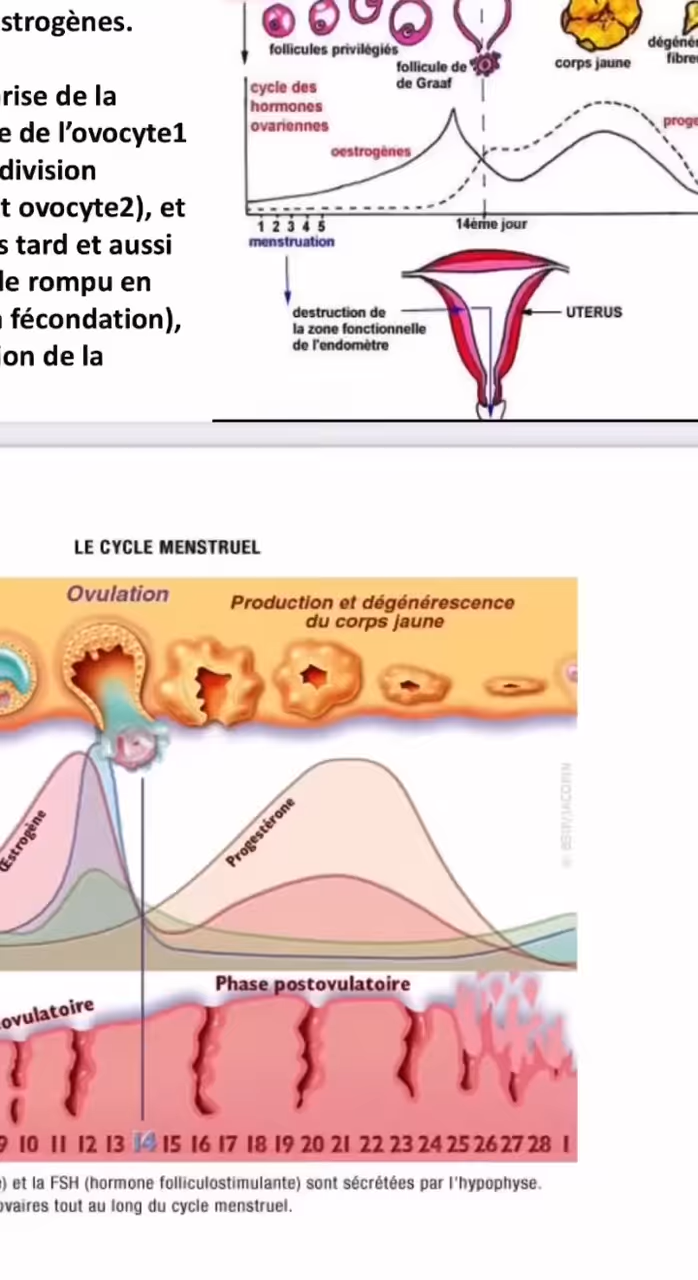 strogènes.
rise de la
e de l'ovocyte1
division
t ovocyte2), et
s tard et aussi
le rompu en
fécondation),
ion de la
follicules privilégiés
follicule de
de Graaf
corps jaune
dégéné
fibre
cycle des
hormones
ovariennes
oestrogènes
proge
1 2 3 4 5
menstruation
14ème jour
destruction de
la zone fonctionnelle
de l'endomètre
UTERUS
LE CYCLE MENSTRUEL
Ovulation
Production et dégénérescence
du corps jaune
Œstrogène
Progestérone
Phase postovulatoire
ovulatoire
9 10 11 12 13 14 15 16 17 18 19 20 21 22 23 24 25 26 27 28 1
) et la FSH (hormone folliculostimulante) sont sécrétées par l'hypophyse.
ovaires tout au long du cycle menstruel.